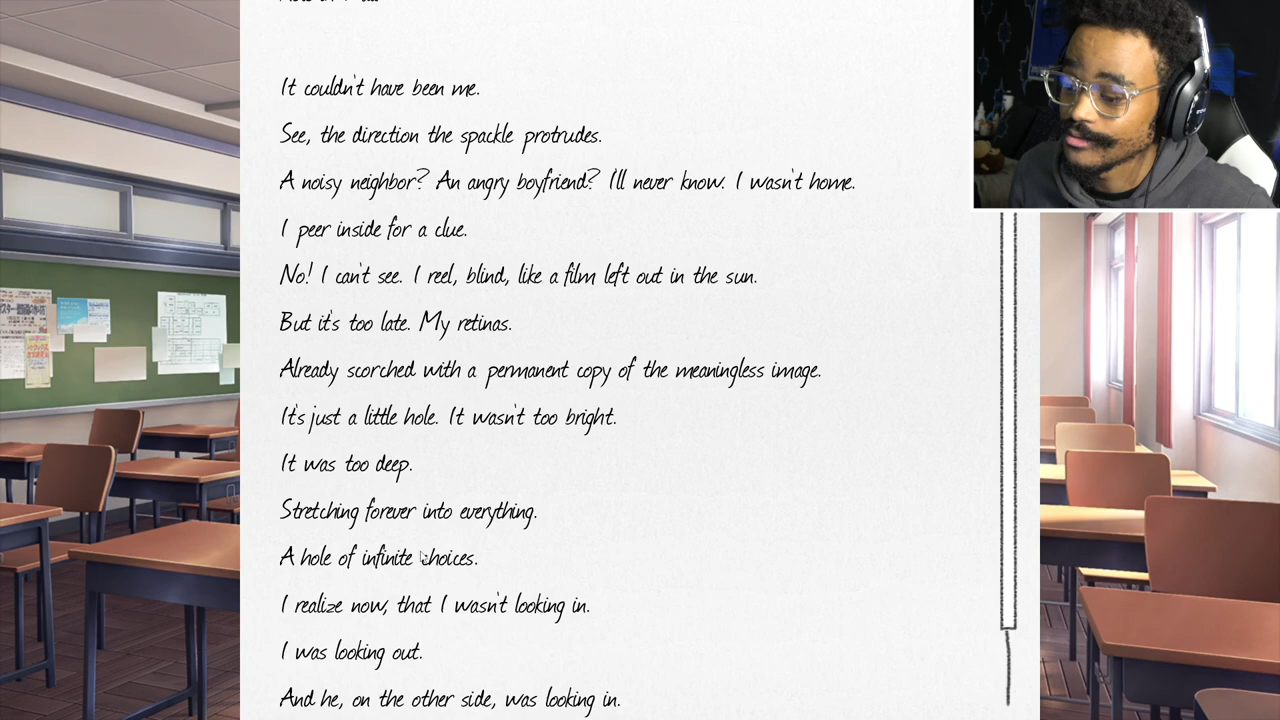 It couldn't have been me.
See, the direction the spackle protrudes.
A noisy neighbor? An angry boyfriend? I'll never know. I wasn't home.
I peer inside for a clue.
No! I can't see. I reel, blind, like a film left out in the sun.
But it's too late. My retinas.
Already scorched with a permanent copy of the meaningless image.
It's just a little hole. It wasn't too bright.
It was too deep.
Stretching forever into everything.
A hole of infinite choices.
I realize now, that I wasn't looking in.
I was looking out.
And he, on the other side, was looking in.